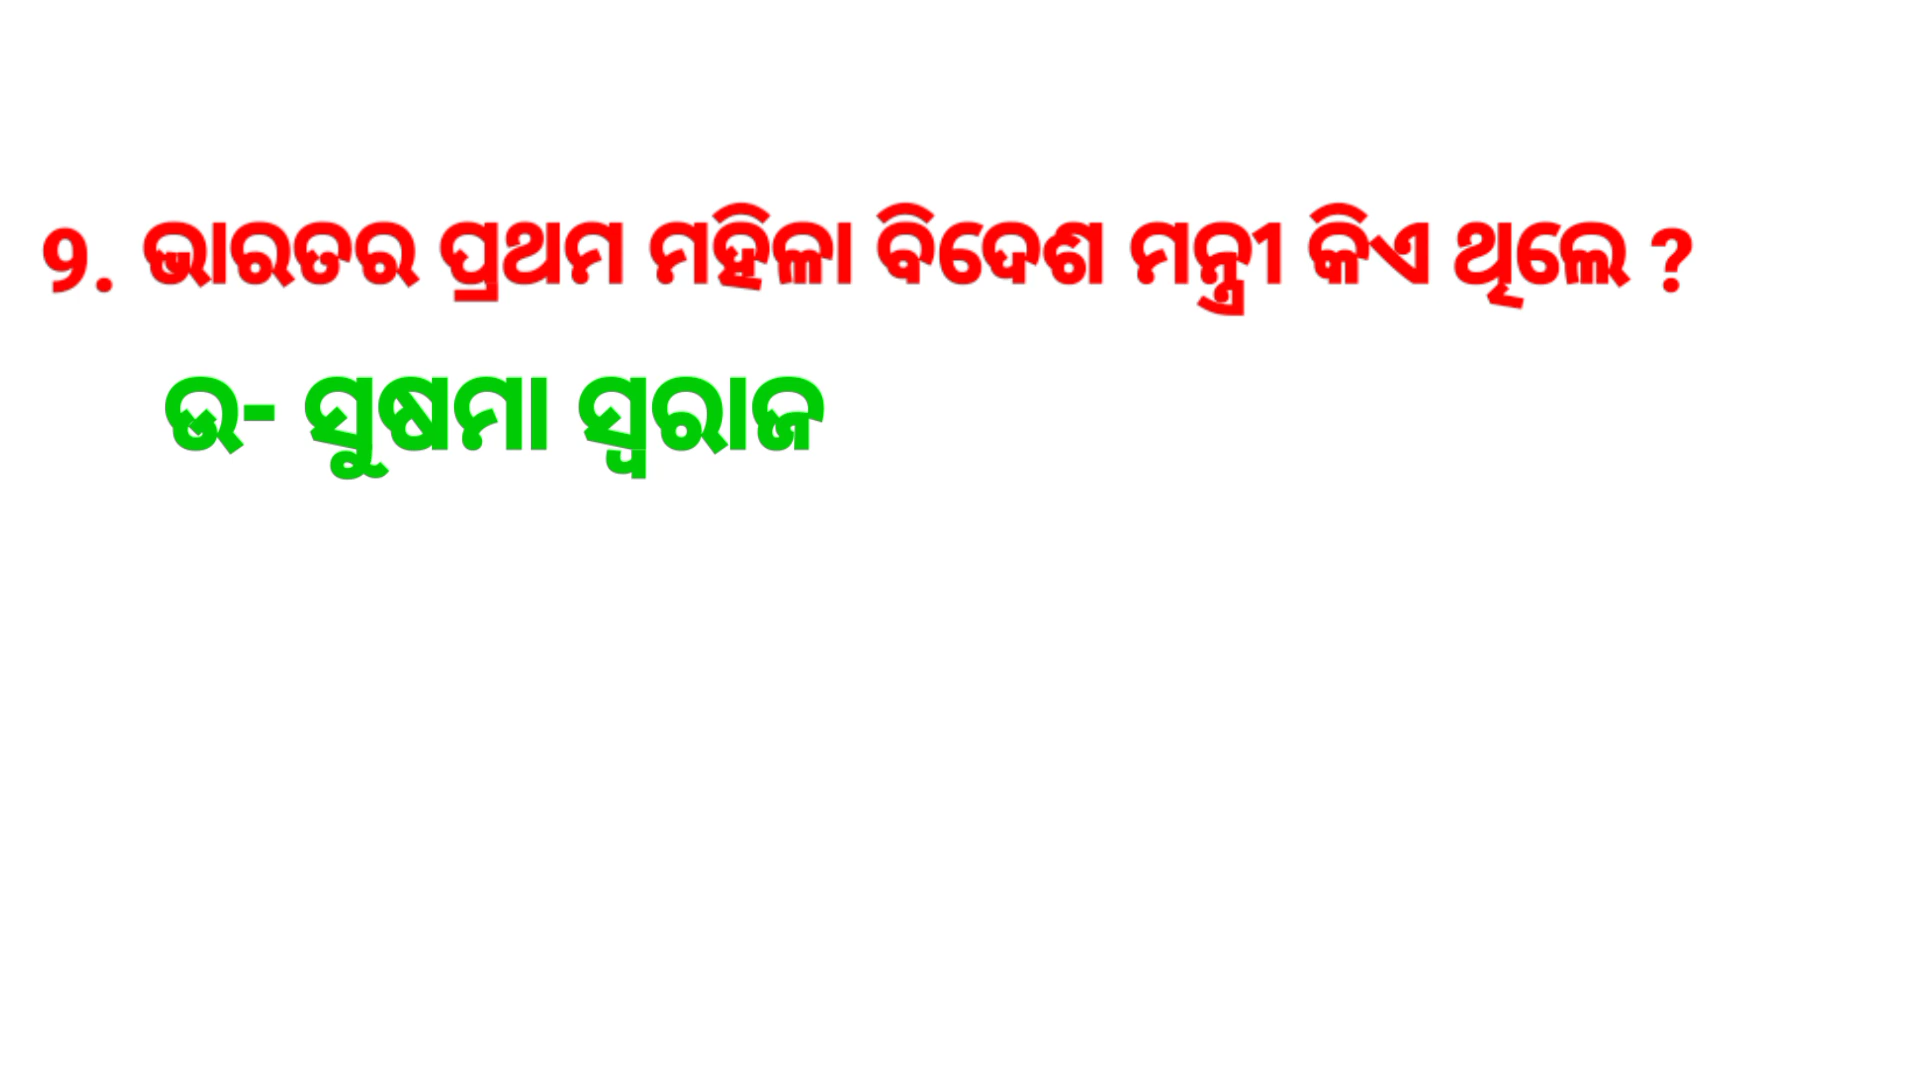 ୨. ଭାରତର ପ୍ରଥମ ମହିଳା ବିଦେଶ ମନ୍ତ୍ରୀ କିଏ ଥିଲେ ?
ଉ- ସୁଷମା ସ୍ୱରାଜ